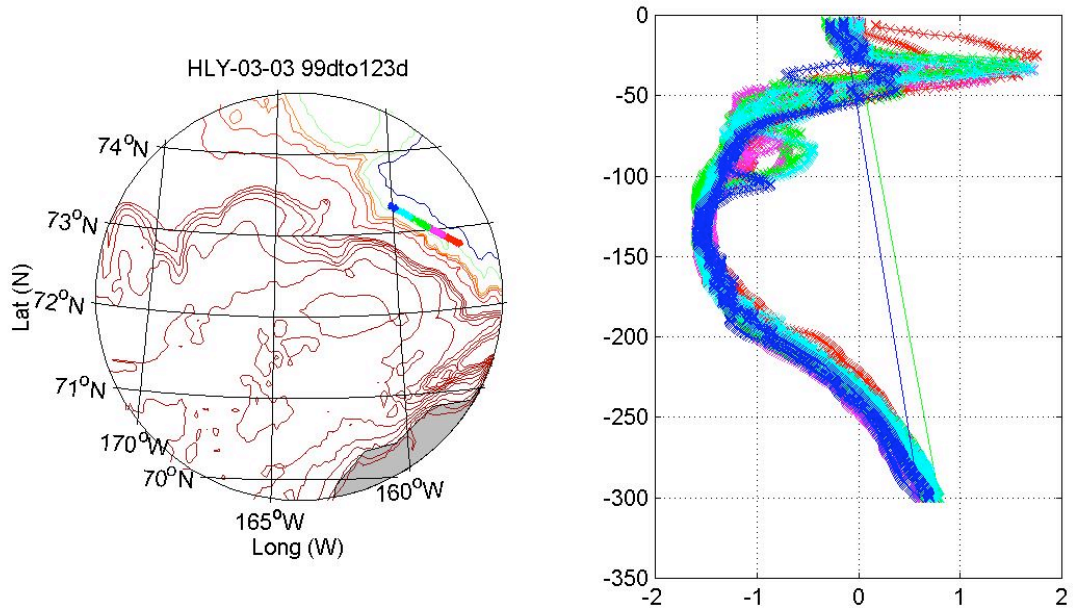 HLY-03-03 99dto123d
74°N
73°N
72°N
71°N
170°W
70°N
165°W
160°W
Lat (N)
Long (W)
0
-50
-100
-150
-200
-250
-300
-350
-2
-1
0
1
2